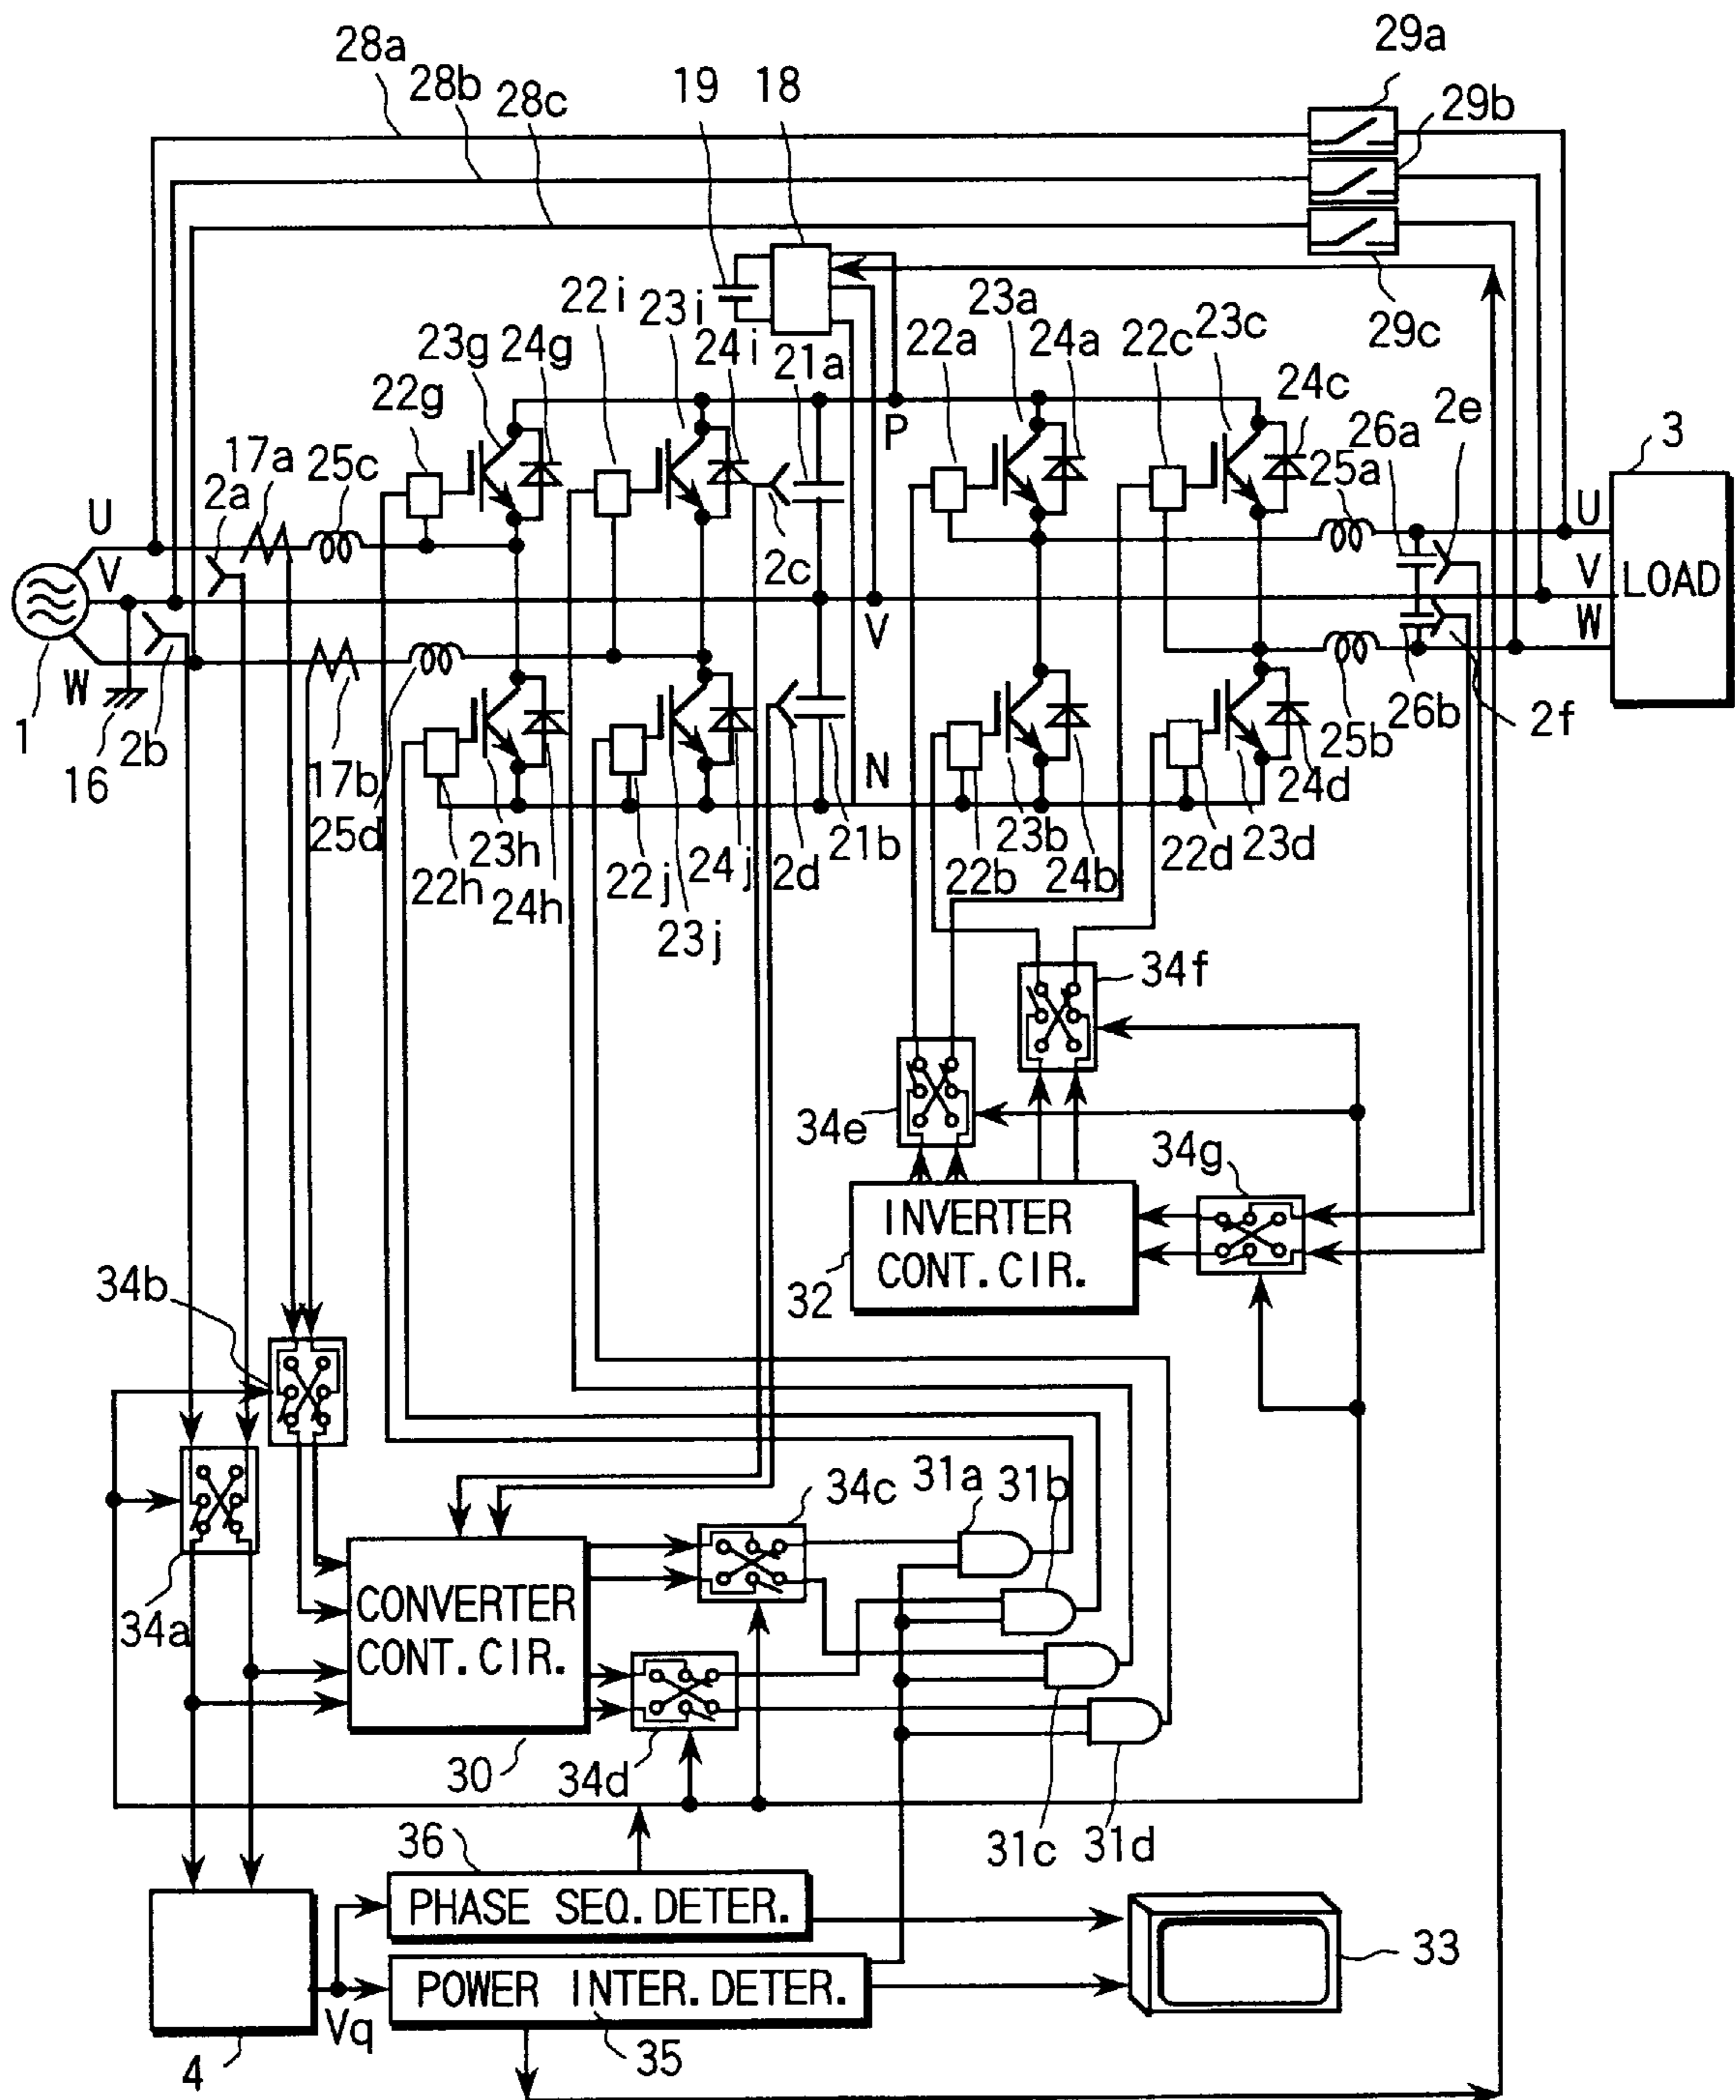 28a
28b
28c
29a
29b
29c
19
18
22i
23i
24i
21a
23g
24g
22g
23a
22a
24a
22c
23c
24c
2e
26a
25a
3
17a
25c
2a
U
V
W
P
2c
V
N
U
V
W
LOAD
1
16
2b
17b
25d
22h
23h
24h
22j
23j
24j
2d
21b
22b
23b
24b
22d
23d
24d
25b
26b
2f
34f
34e
34g
INVERTER
CONT.CIR.
32
34b
34a
34c
31a
31b
CONVERTER
CONT.CIR.
30
34d
31c
31d
36
PHASE SEQ.DETER.
POWER INTER.DETER.
35
33
4
Vq